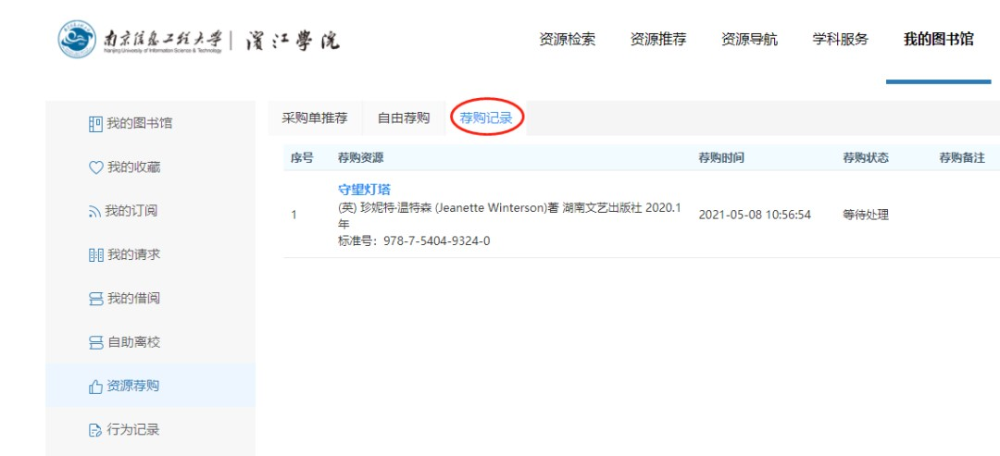 南京信息工程大学 | 滨江學院
Nanjing University of Information Science & Technology
资源检索 资源推荐 资源导航 学科服务 我的图书馆
我的图书馆
我的收藏
我的订阅
我的请求
我的借阅
自助离校
资源荐购
行为记录
采购单推荐 自由荐购 荐购记录
序号 荐购资源 荐购时间 荐购状态 荐购备注
守望灯塔
1 (英) 珍妮特·温特森 (Jeanette Winterson)著 湖南文艺出版社 2020.1 2021-05-08 10:56:54 等待处理
年
标准号：978-7-5404-9324-0